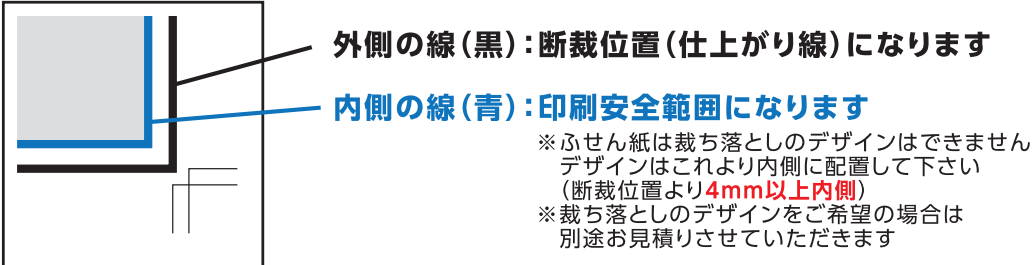 外側の線（黒）：断裁位置（仕上がり線）になります
内側の線（青）：印刷安全範囲になります
※ふせん紙は裁ち落としのデザインはできません
デザインはこれより内側に配置して下さい
（断裁位置より4mm以上内側）
※裁ち落としのデザインをご希望の場合は
別途お見積りさせていただきます